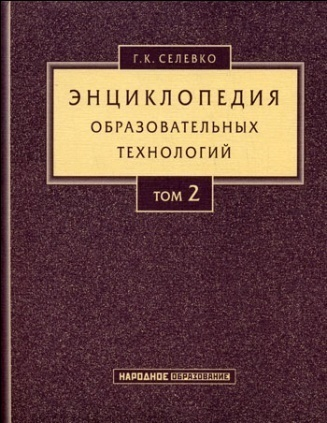 Г.К. СЕЛЕВКО
ЭНЦИКЛОПЕДИЯ
ОБРАЗОВАТЕЛЬНЫХ
ТЕХНОЛОГИЙ
ТОМ 2
НАРОДНОЕ ОБРАЗОВАНИЕ